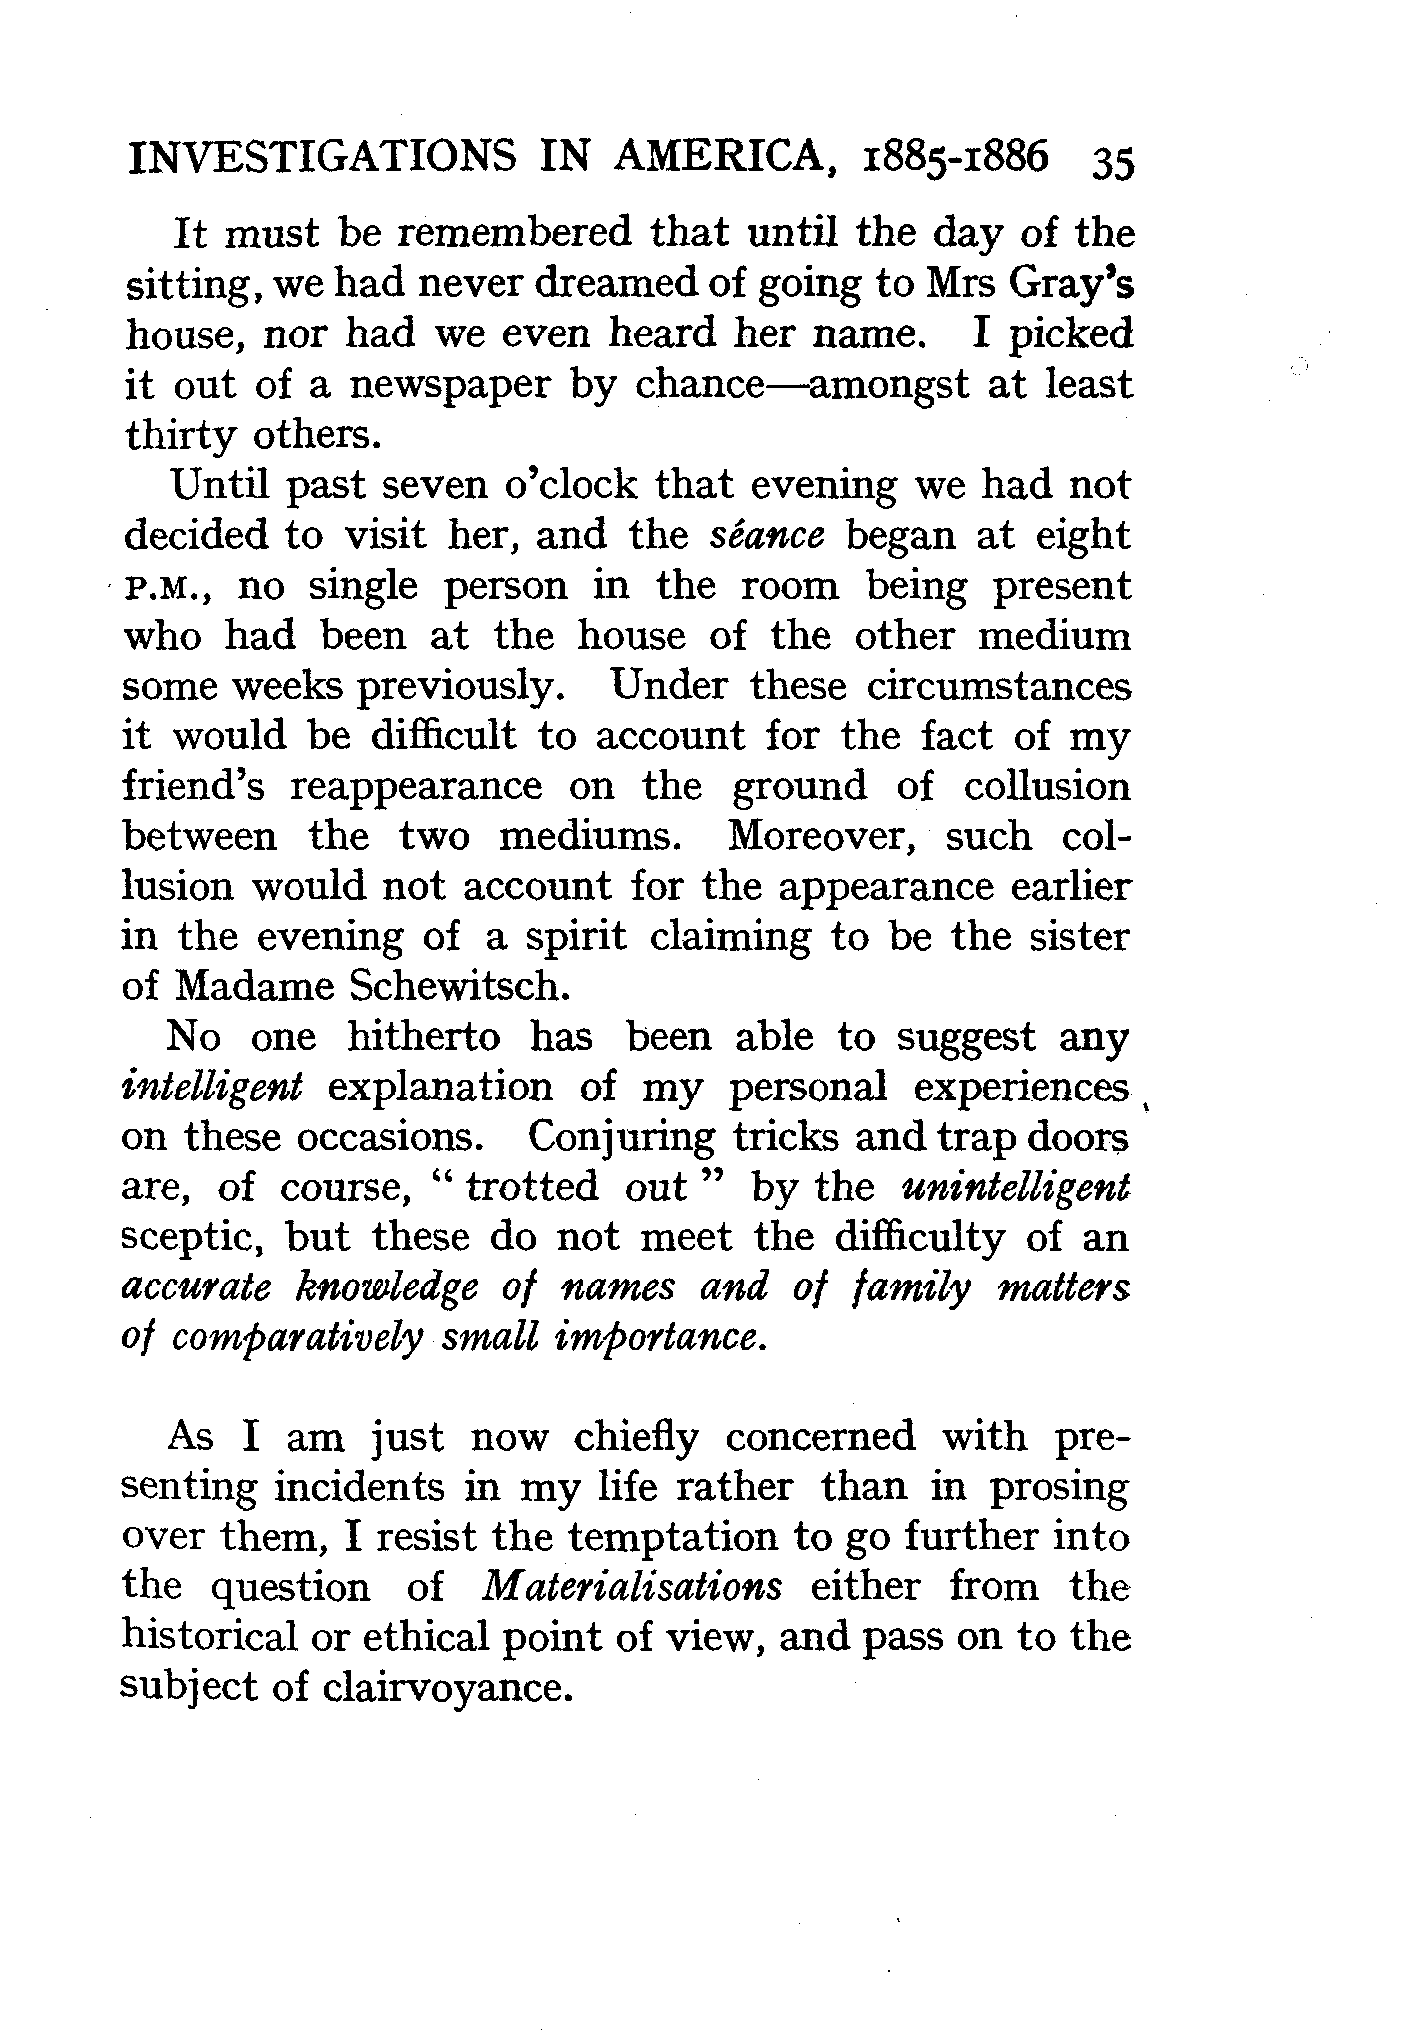 INVESTIGATIONS IN AMERICA, 1885-1886 35
It must be remembered that until the day of the
sitting, we had never dreamed of going to Mrs Gray's
house, nor had we even heard her name. I picked
it out of a newspaper by chance—amongst at least
thirty others.
Until past seven o'clock that evening we had not
decided to visit her, and the séance began at eight
P.M., no single person in the room being present
who had been at the house of the other medium
some weeks previously. Under these circumstances
it would be difficult to account for the fact of my
friend's reappearance on the ground of collusion
between the two mediums. Moreover, such col-
lusion would not account for the appearance earlier
in the evening of a spirit claiming to be the sister
of Madame Schewitsch.
No one hitherto has been able to suggest any
intelligent explanation of my personal experiences
on these occasions. Conjuring tricks and trap doors
are, of course, “ trotted out ” by the unintelligent
sceptic, but these do not meet the difficulty of an
accurate knowledge of names and of family matters
of comparatively small importance.
As I am just now chiefly concerned with pre-
senting incidents in my life rather than in prosing
over them, I resist the temptation to go further into
the question of Materialisations either from the
historical or ethical point of view, and pass on to the
subject of clairvoyance.